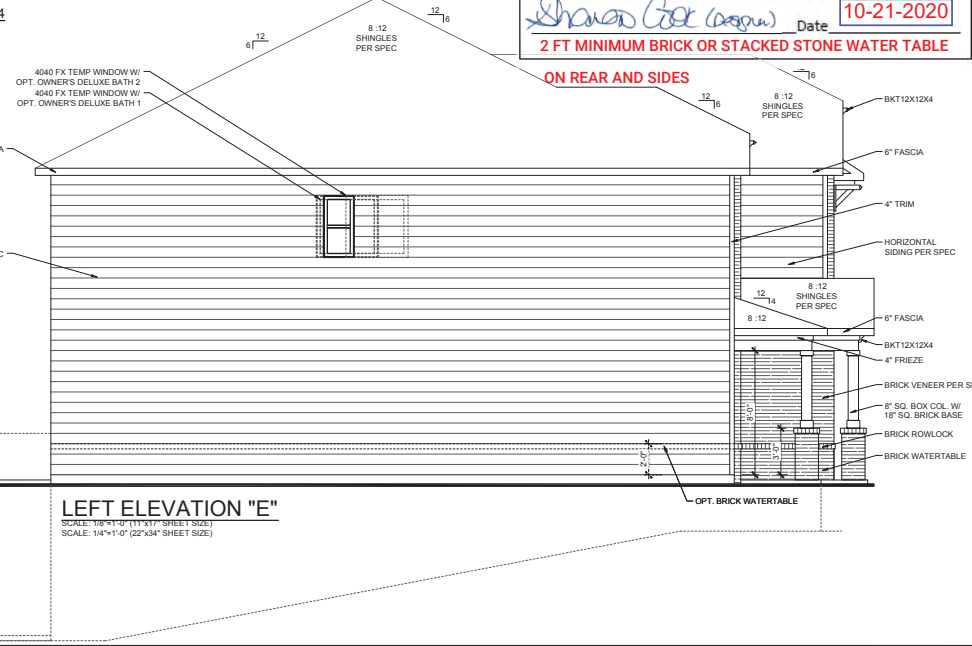 4
Date 10-21-2020
2 FT MINIMUM BRICK OR STACKED STONE WATER TABLE
ON REAR AND SIDES
12
6
8 :12
SHINGLES
PER SPEC
12
6
4040 FX TEMP WINDOW W/
OPT. OWNER'S DELUXE BATH 2
4040 FX TEMP WINDOW W/
OPT. OWNER'S DELUXE BATH 1
12
6
8 :12
SHINGLES
PER SPEC
6
BKT12X12X4
A
6" FASCIA
4" TRIM
C
HORIZONTAL
SIDING PER SPEC
12
4
8 :12
SHINGLES
PER SPEC
8 :12
6" FASCIA
BKT12X12X4
4" FRIEZE
BRICK VENEER PER
8" SQ. BOX COL. W/
18" SQ. BRICK BASE
BRICK ROWLOCK
BRICK WATERTABLE
8'-0"
3'-0"
2'-0"
OPT. BRICK WATERTABLE
LEFT ELEVATION "E"
SCALE: 1/8"=1'-0" (11"x17" SHEET SIZE)
SCALE: 1/4"=1'-0" (22"x34" SHEET SIZE)